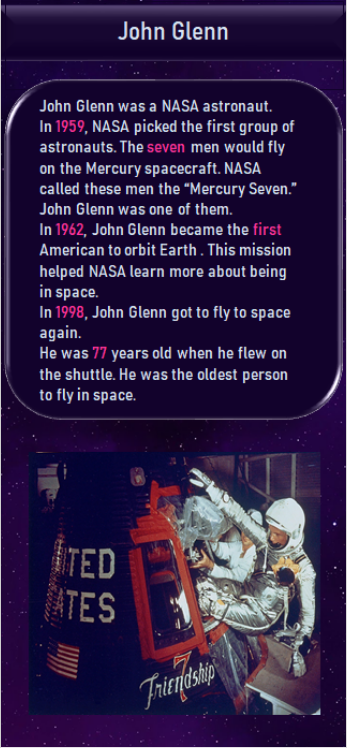 John Glenn
John Glenn was a NASA astronaut.
In 1959, NASA picked the first group of
astronauts. The seven men would fly
on the Mercury spacecraft. NASA
called these men the “Mercury Seven.”
John Glenn was one of them.
In 1962, John Glenn became the first
American to orbit Earth . This mission
helped NASA learn more about being
in space.
In 1998, John Glenn got to fly to space
again.
He was 77 years old when he flew on
the shuttle. He was the oldest person
to fly in space.
ITED
TATES
Friendship
7